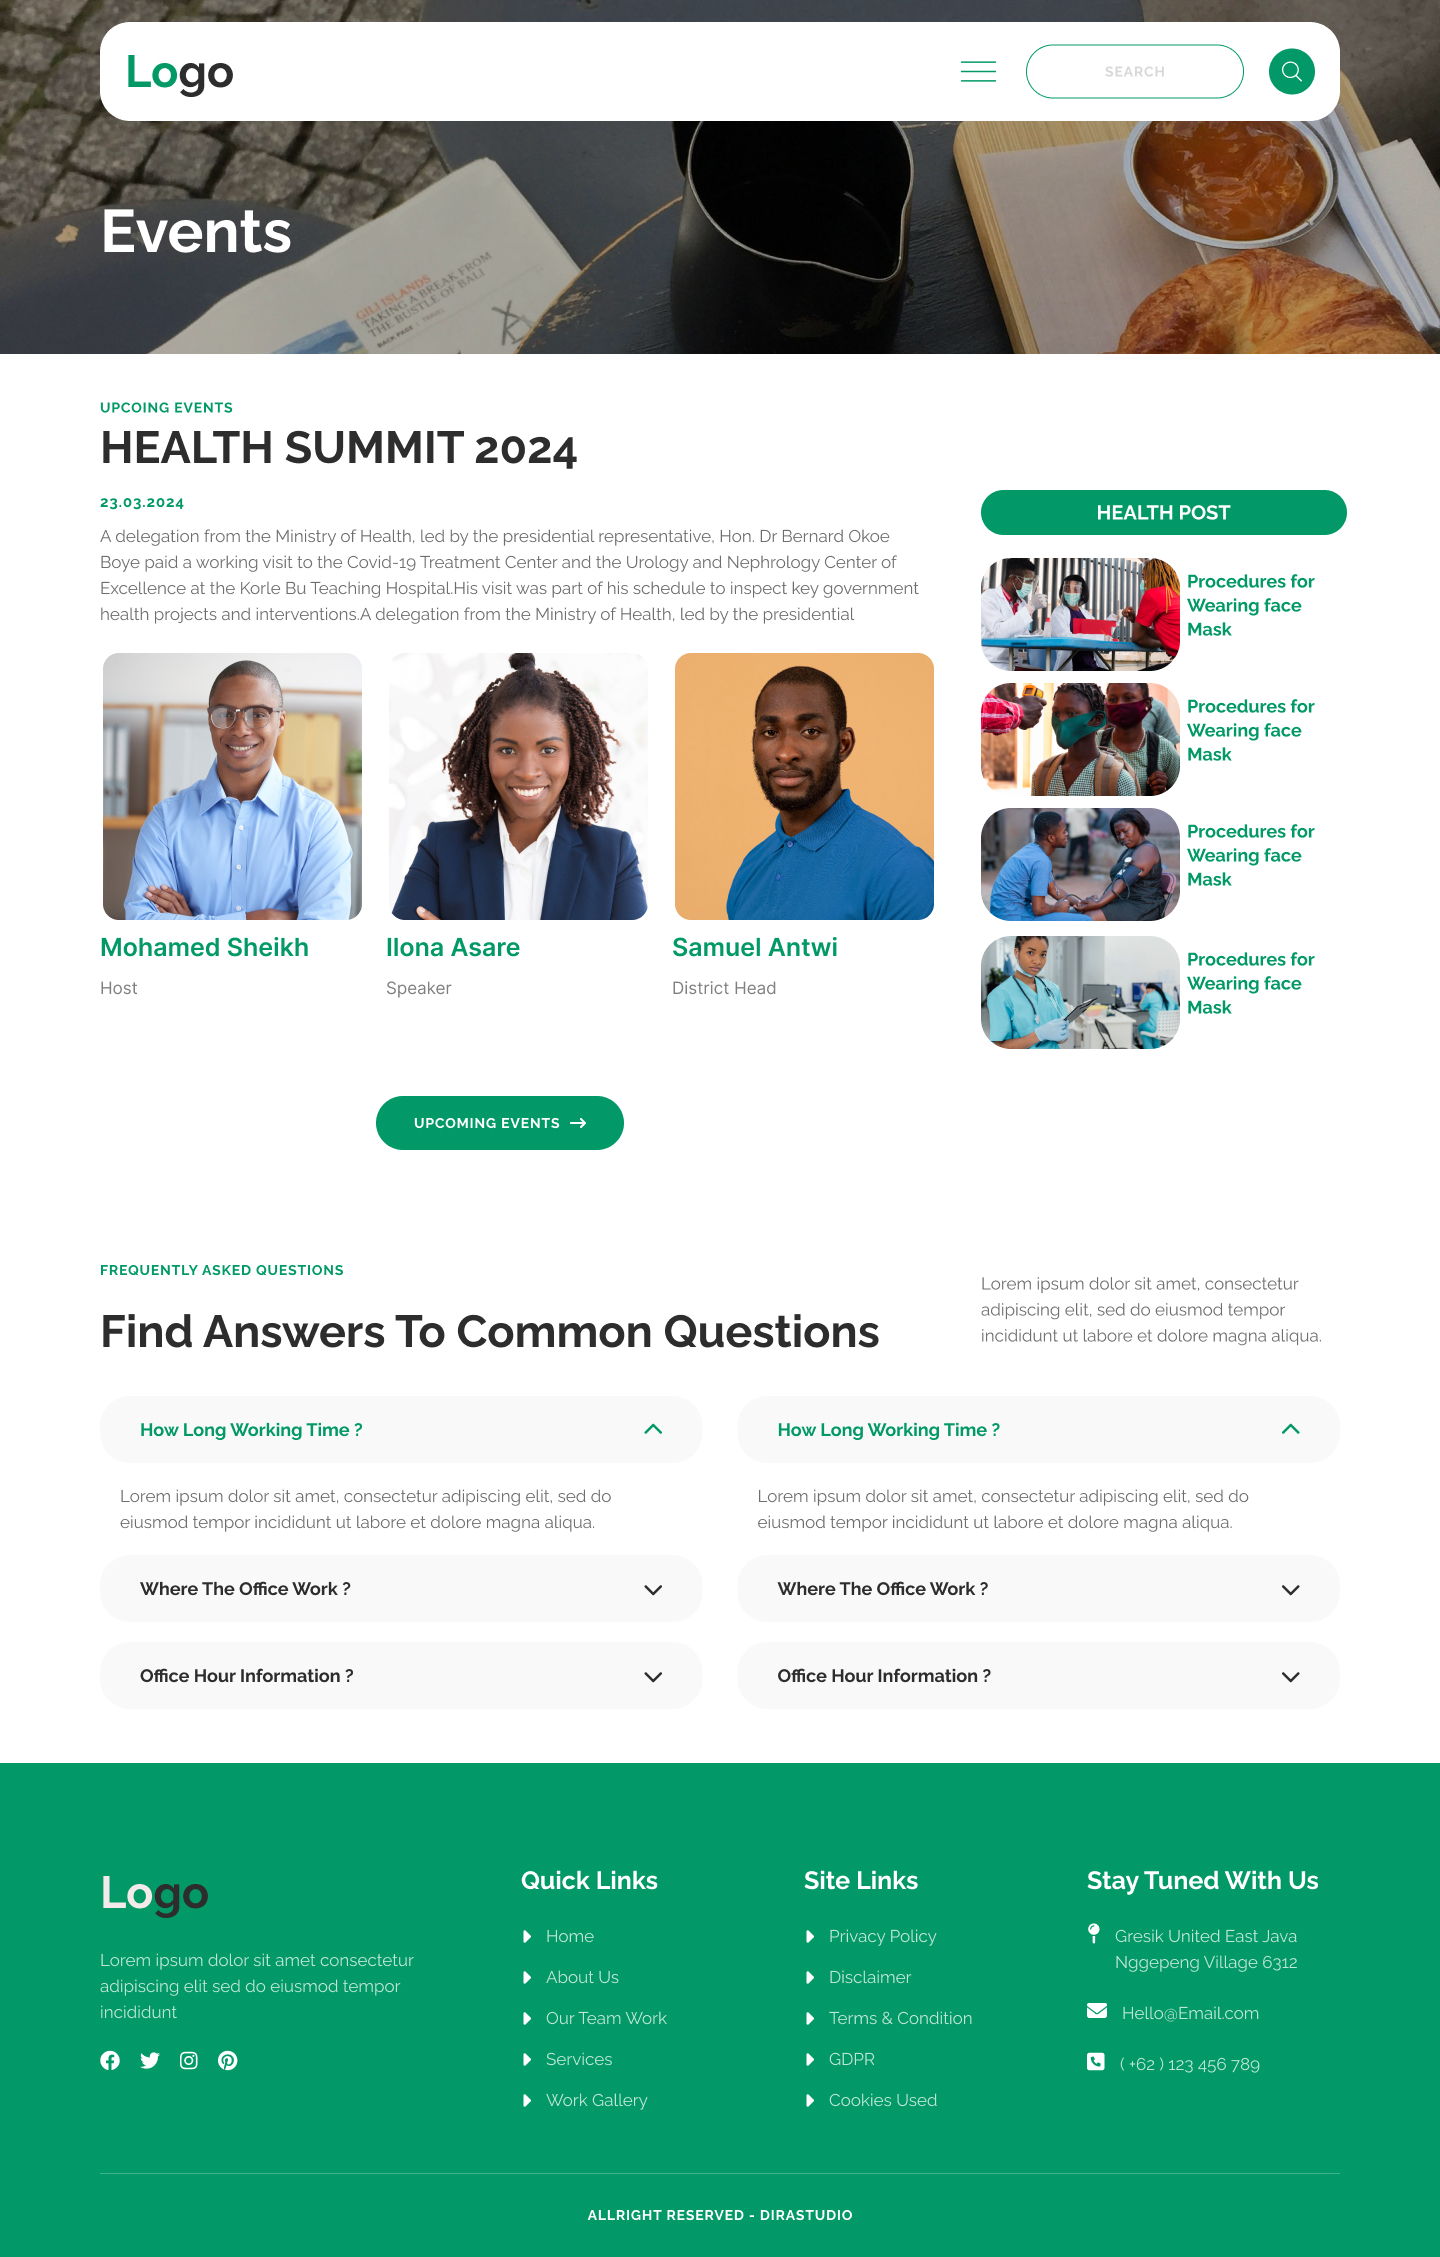 Logo
SEARCH
Events
GILI ISLANDS
TAKING A BREAK FROM
THE BUSTLE OF BALI
BACK PAGE | TRAVEL
UPCOING EVENTS
HEALTH SUMMIT 2024
23.03.2024
A delegation from the Ministry of Health, led by the presidential representative, Hon. Dr Bernard Okoe
Boye paid a working visit to the Covid-19 Treatment Center and the Urology and Nephrology Center of
Excellence at the Korle Bu Teaching Hospital.His visit was part of his schedule to inspect key government
health projects and interventions.A delegation from the Ministry of Health, led by the presidential
Mohamed Sheikh
Host
Ilona Asare
Speaker
Samuel Antwi
District Head
UPCOMING EVENTS
HEALTH POST
Procedures for
Wearing face
Mask
Procedures for
Wearing face
Mask
Procedures for
Wearing face
Mask
Procedures for
Wearing face
Mask
FREQUENTLY ASKED QUESTIONS
Find Answers To Common Questions
Lorem ipsum dolor sit amet, consectetur
adipiscing elit, sed do eiusmod tempor
incididunt ut labore et dolore magna aliqua.
How Long Working Time ?
Lorem ipsum dolor sit amet, consectetur adipiscing elit, sed do
eiusmod tempor incididunt ut labore et dolore magna aliqua.
Where The Office Work ?
Office Hour Information ?
How Long Working Time ?
Lorem ipsum dolor sit amet, consectetur adipiscing elit, sed do
eiusmod tempor incididunt ut labore et dolore magna aliqua.
Where The Office Work ?
Office Hour Information ?
Logo
Lorem ipsum dolor sit amet consectetur
adipiscing elit sed do eiusmod tempor
incididunt
Quick Links
Home
About Us
Our Team Work
Services
Work Gallery
Site Links
Privacy Policy
Disclaimer
Terms & Condition
GDPR
Cookies Used
Stay Tuned With Us
Gresik United East Java
Nggepeng Village 6312
Hello@Email.com
( +62 ) 123 456 789
ALLRIGHT RESERVED - DIRASTUDIO